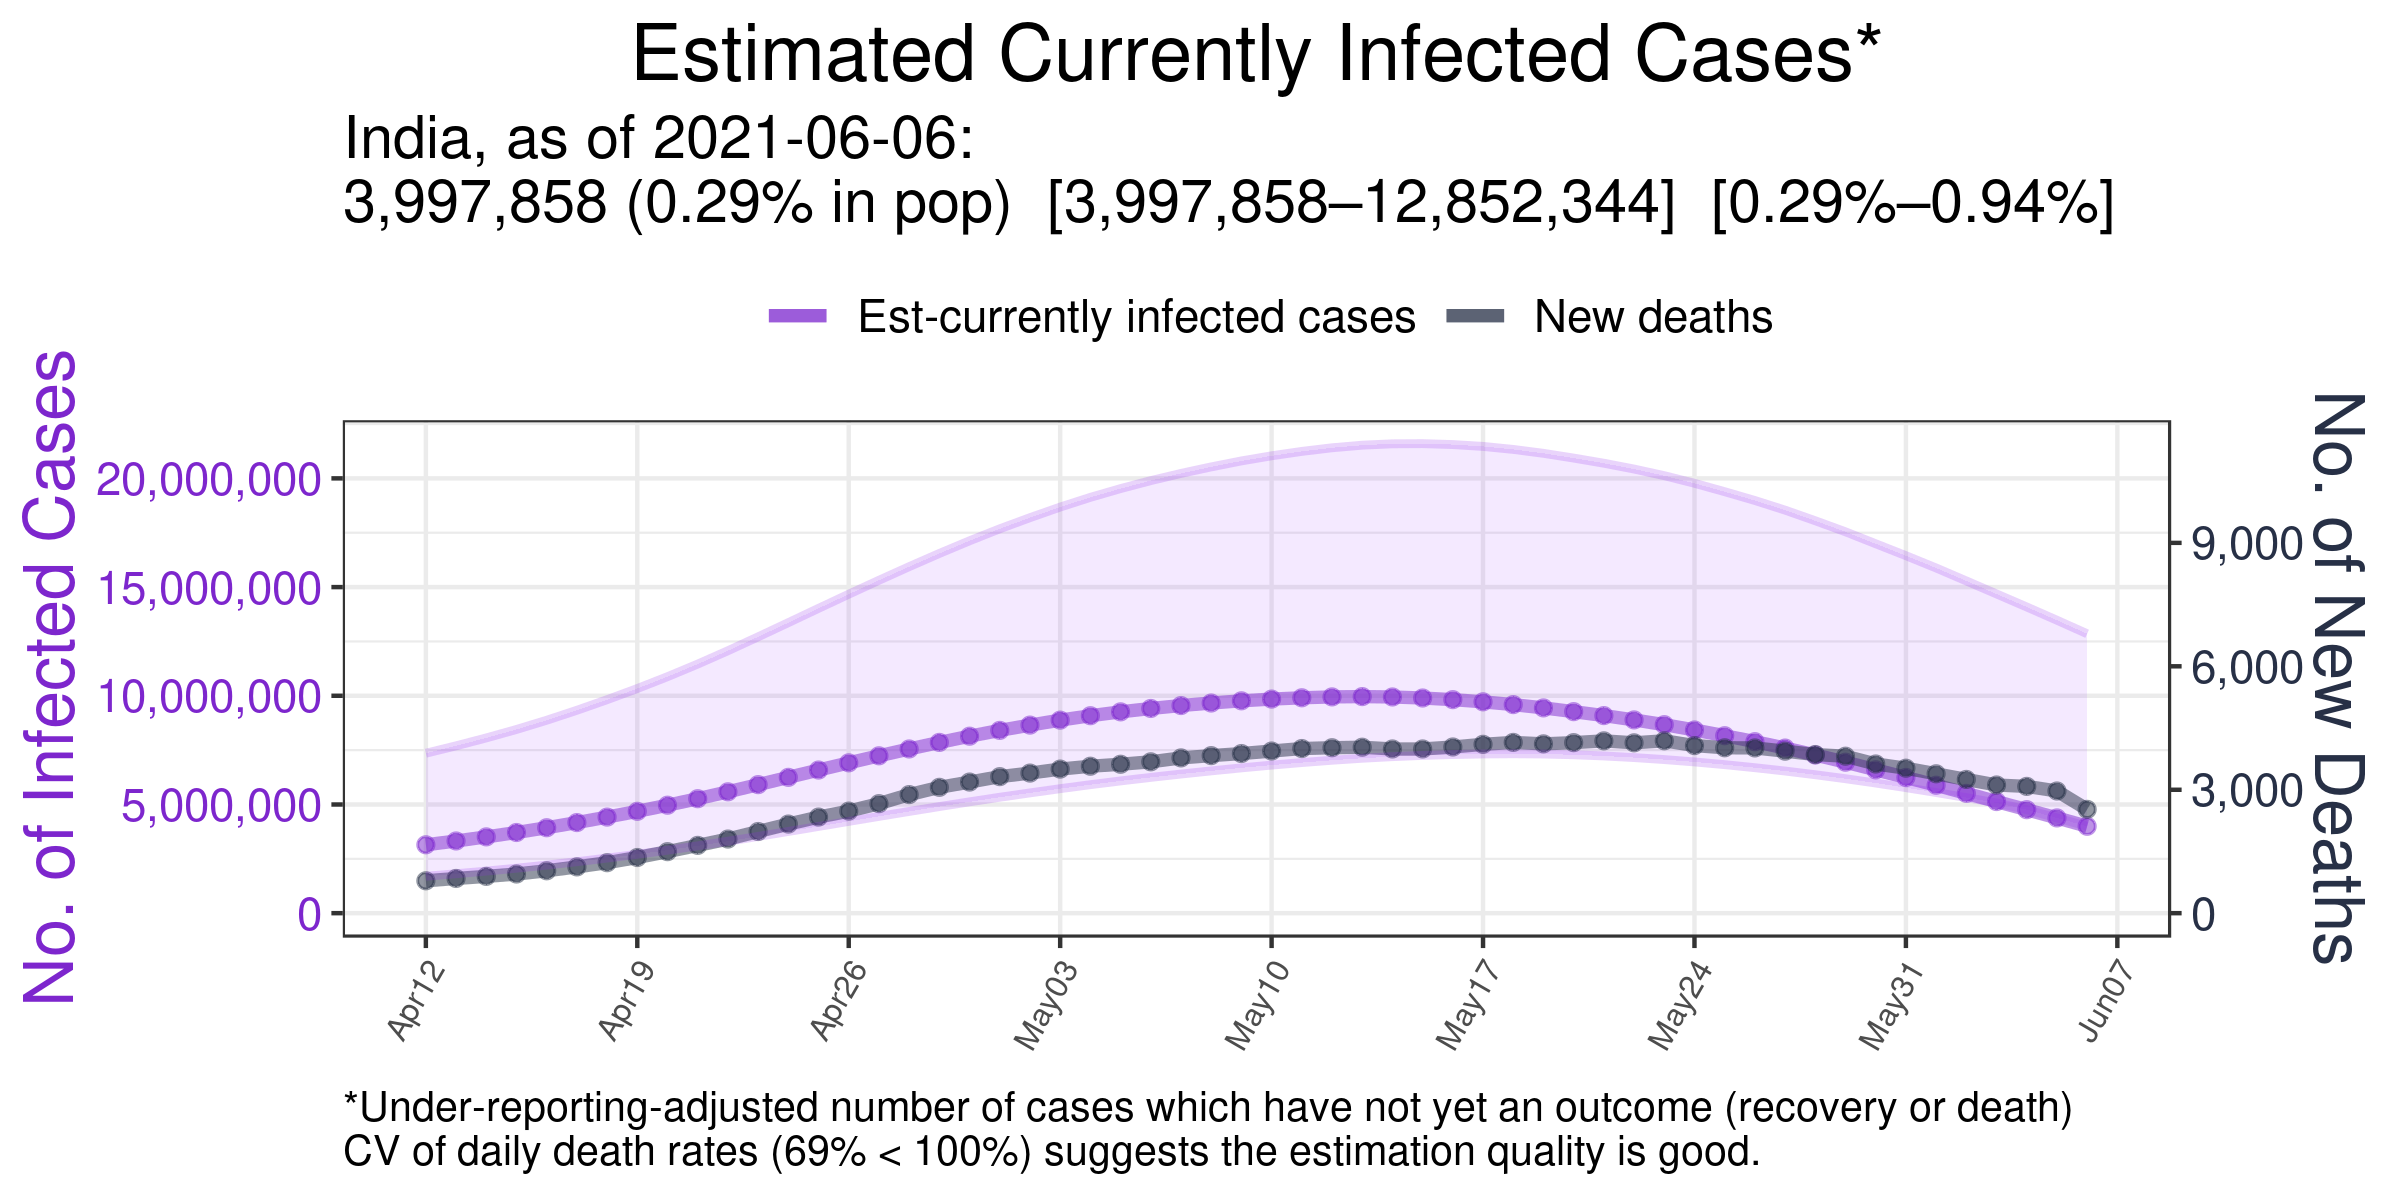 Estimated Currently Infected Cases*
India, as of 2021-06-06:
3,997,858 (0.29% in pop)  [3,997,858–12,852,344]  [0.29%–0.94%]
Est-currently infected cases
New deaths
No. of Infected Cases
20,000,000
15,000,000
10,000,000
5,000,000
0
9,000
6,000
3,000
0
No. of New Deaths
Apr12
Apr19
Apr26
May03
May10
May17
May24
May31
Jun07
*Under-reporting-adjusted number of cases which have not yet an outcome (recovery or death)
CV of daily death rates (69% < 100%) suggests the estimation quality is good.